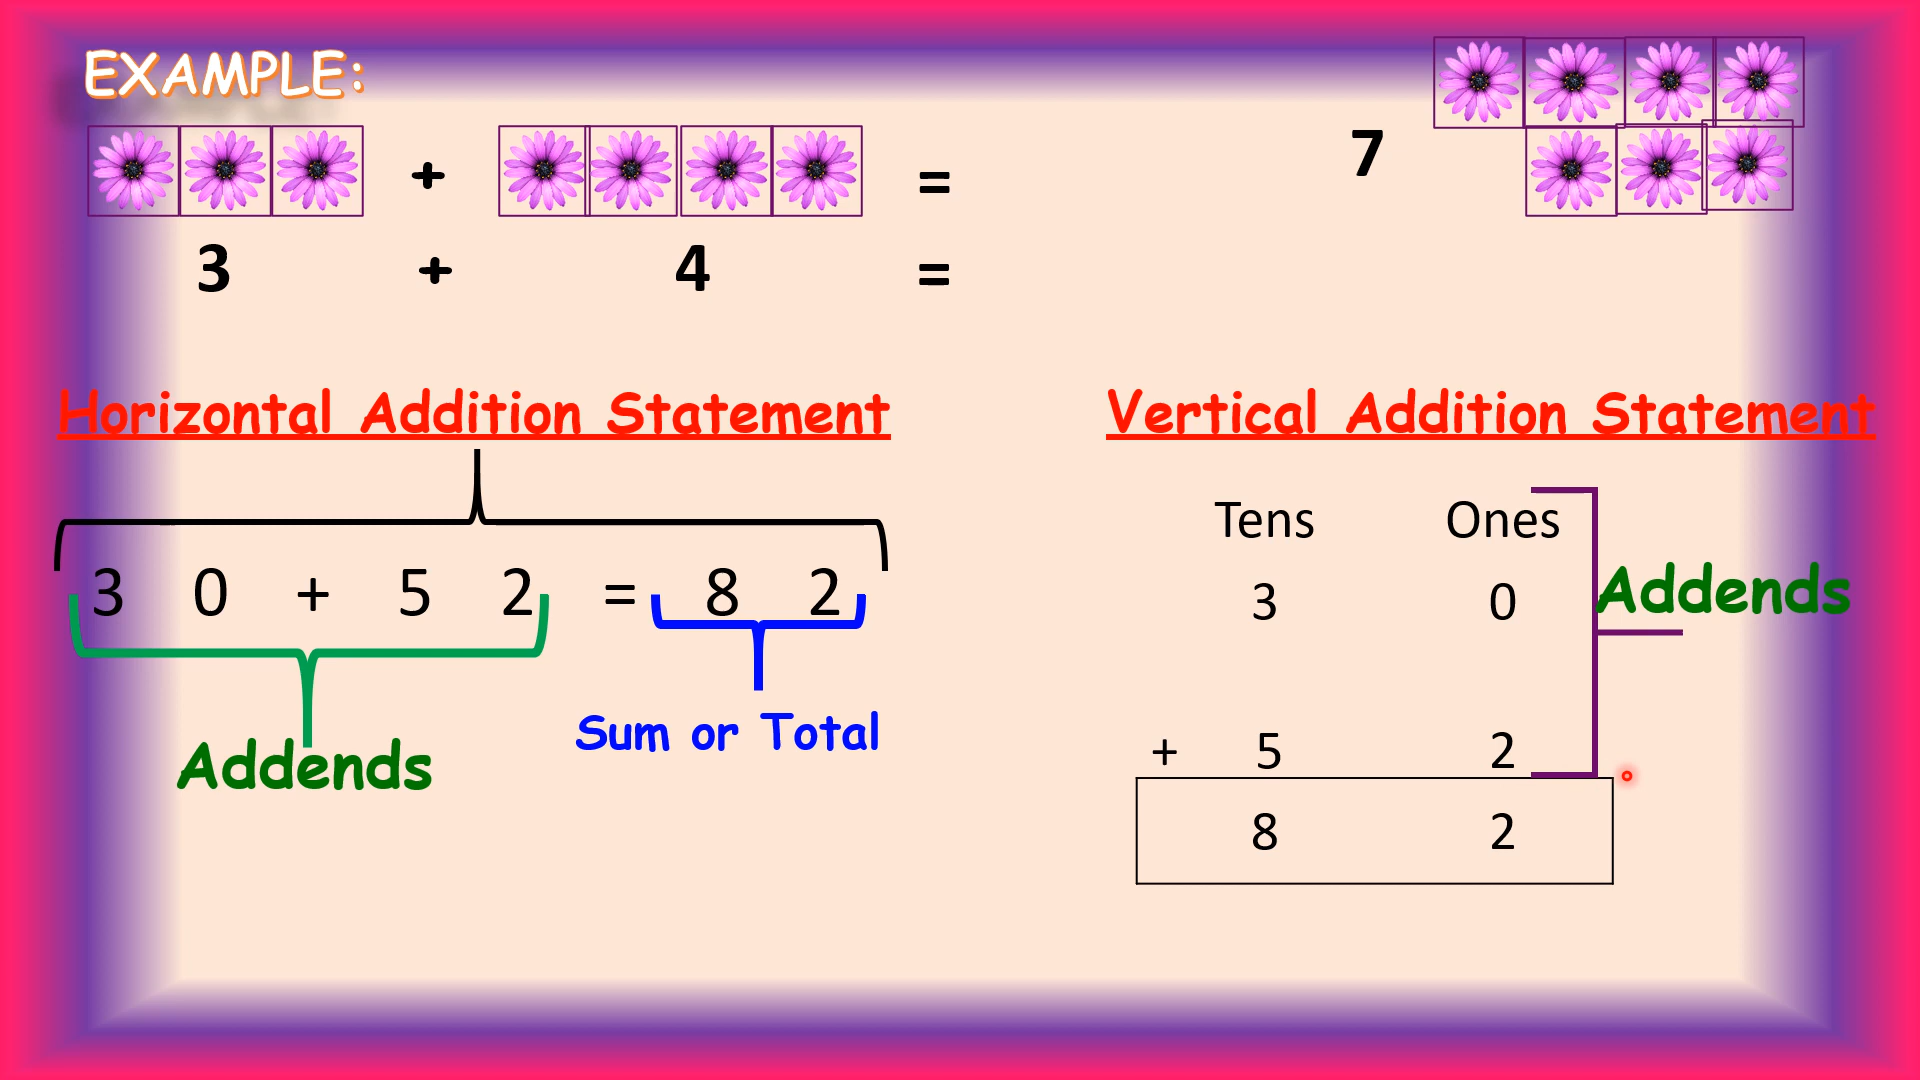 EXAMPLE:
+ =
7
3 + 4 =
Horizontal Addition Statement
3 0 + 5 2 = 8 2
Addends
Sum or Total
Vertical Addition Statement
Tens Ones
3 0
Addends
+ 5 2
8 2